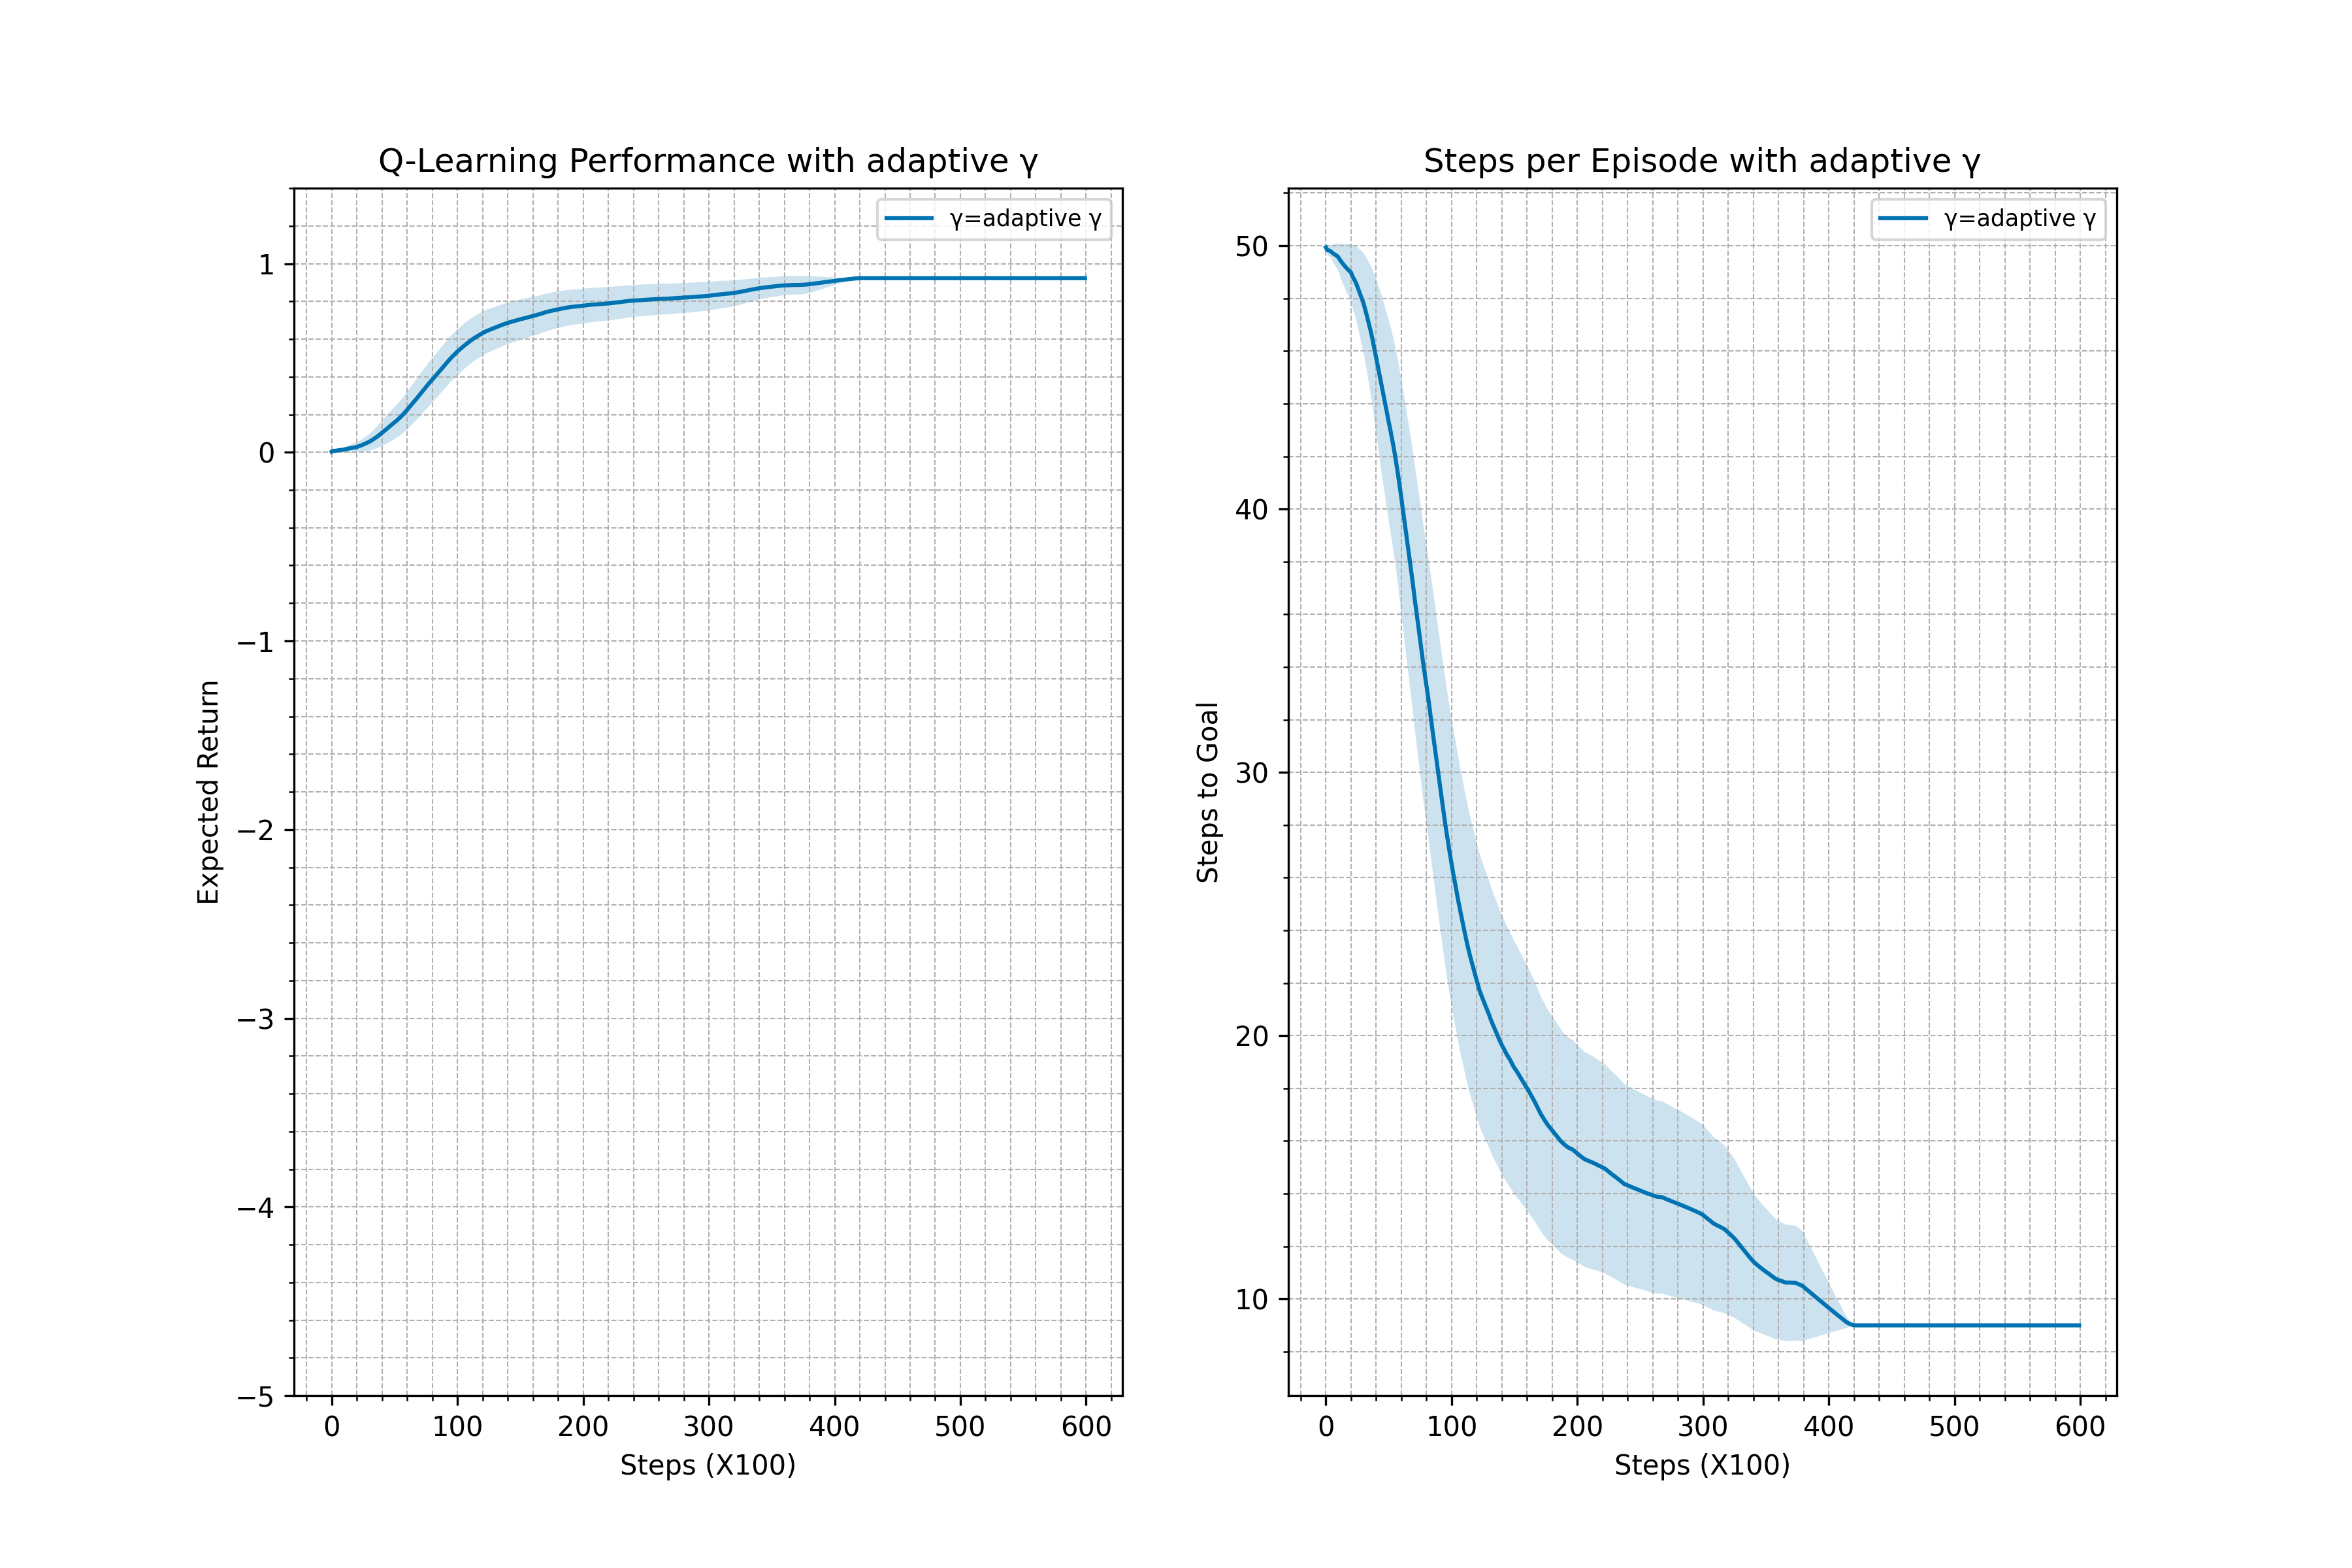 Q-Learning Performance with adaptive γ
γ=adaptive γ
1
0
−1
−2
−3
−4
−5
Expected Return
0 100 200 300 400 500 600
Steps (X100)
Steps per Episode with adaptive γ
γ=adaptive γ
50
40
30
20
10
Steps to Goal
0 100 200 300 400 500 600
Steps (X100)